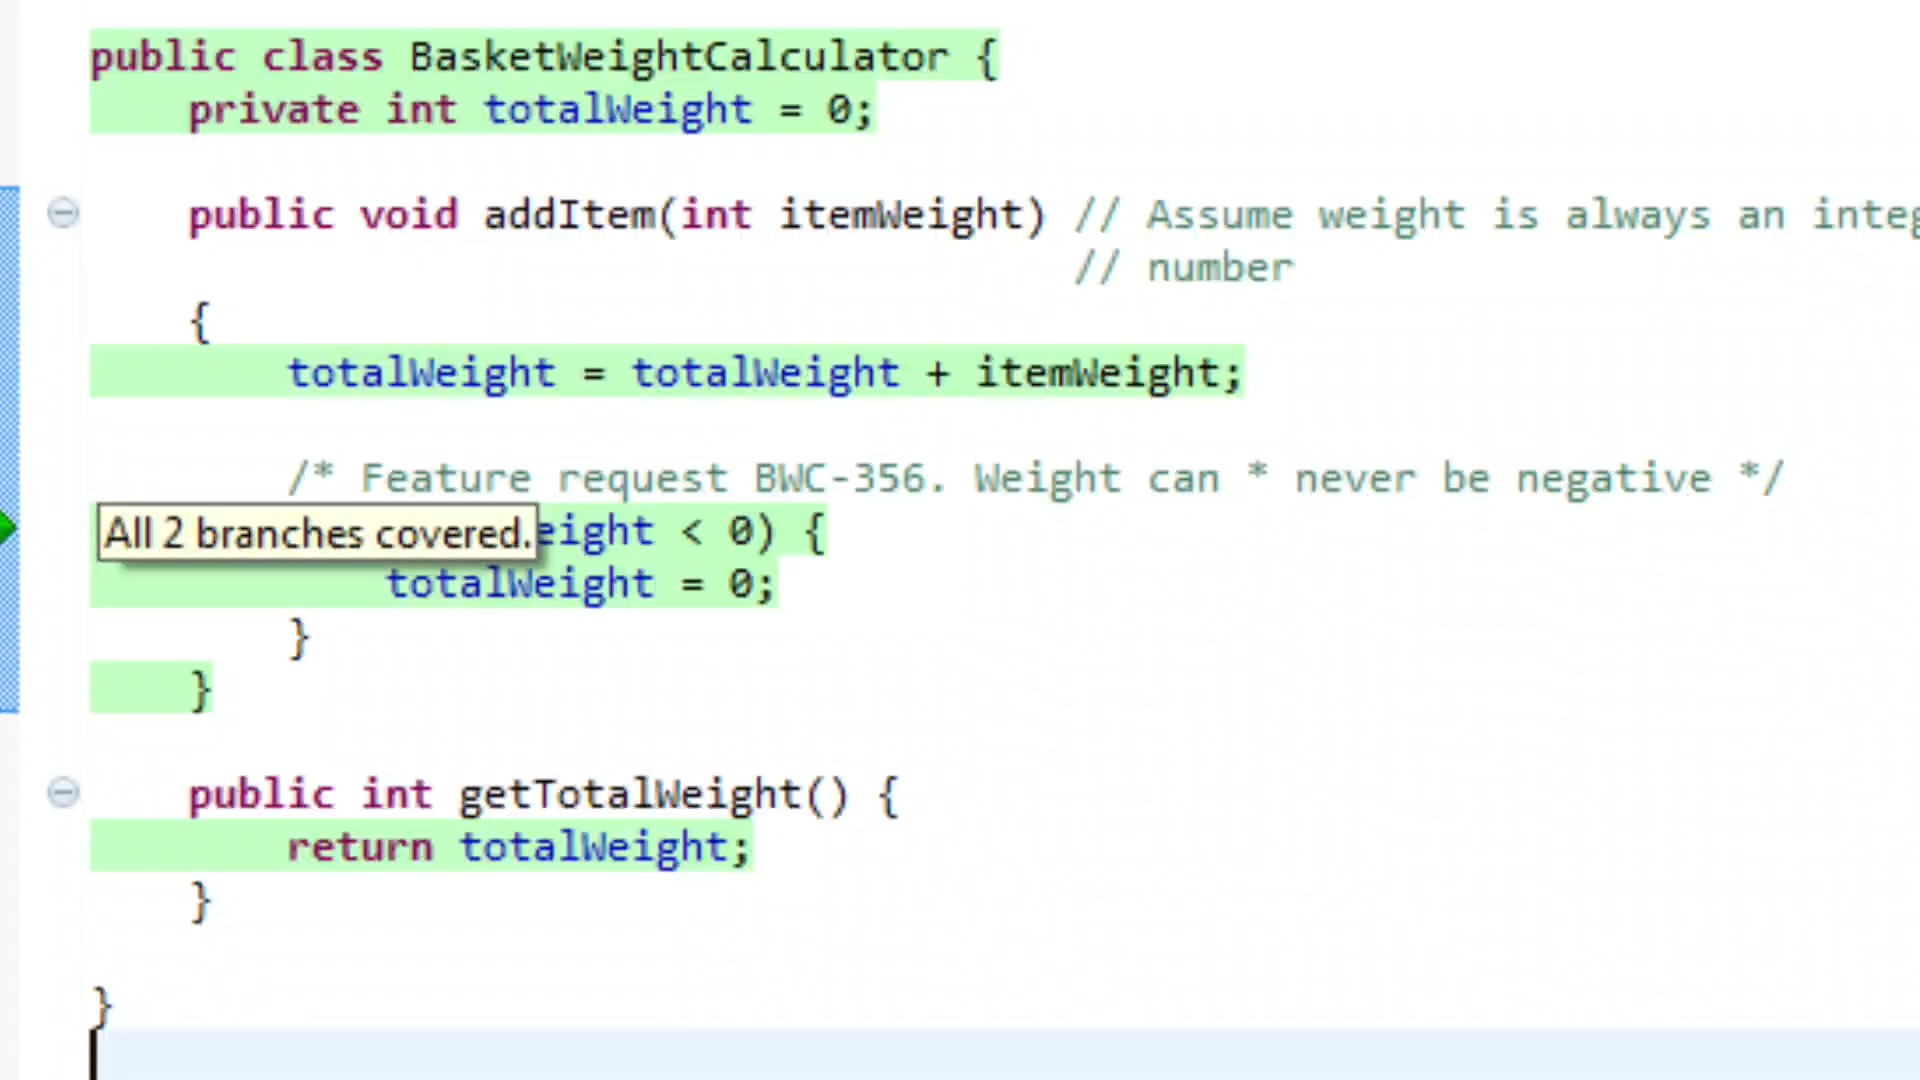 public class BasketWeightCalculator {
private int totalWeight = 0;
public void addItem(int itemWeight) // Assume weight is always an integ
// number
{
totalWeight = totalWeight + itemWeight;
/* Feature request BWC-356. Weight can * never be negative */
All 2 branches covered.eight < 0) {
totalWeight = 0;
}
}
public int getTotalWeight() {
return totalWeight;
}
}